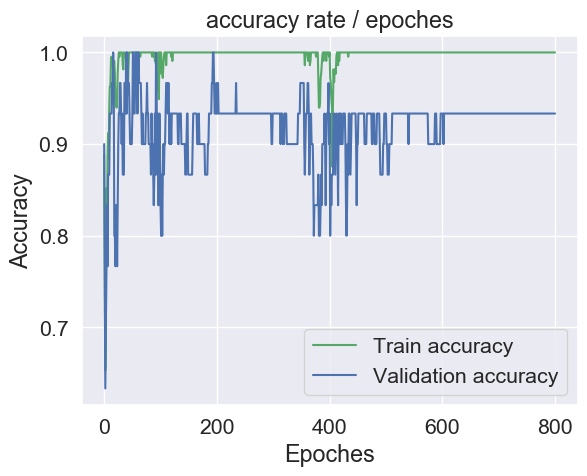 accuracy rate / epoches
1.0
0.9
0.8
0.7
Accuracy
0 200 400 600 800
Epoches
Train accuracy
Validation accuracy